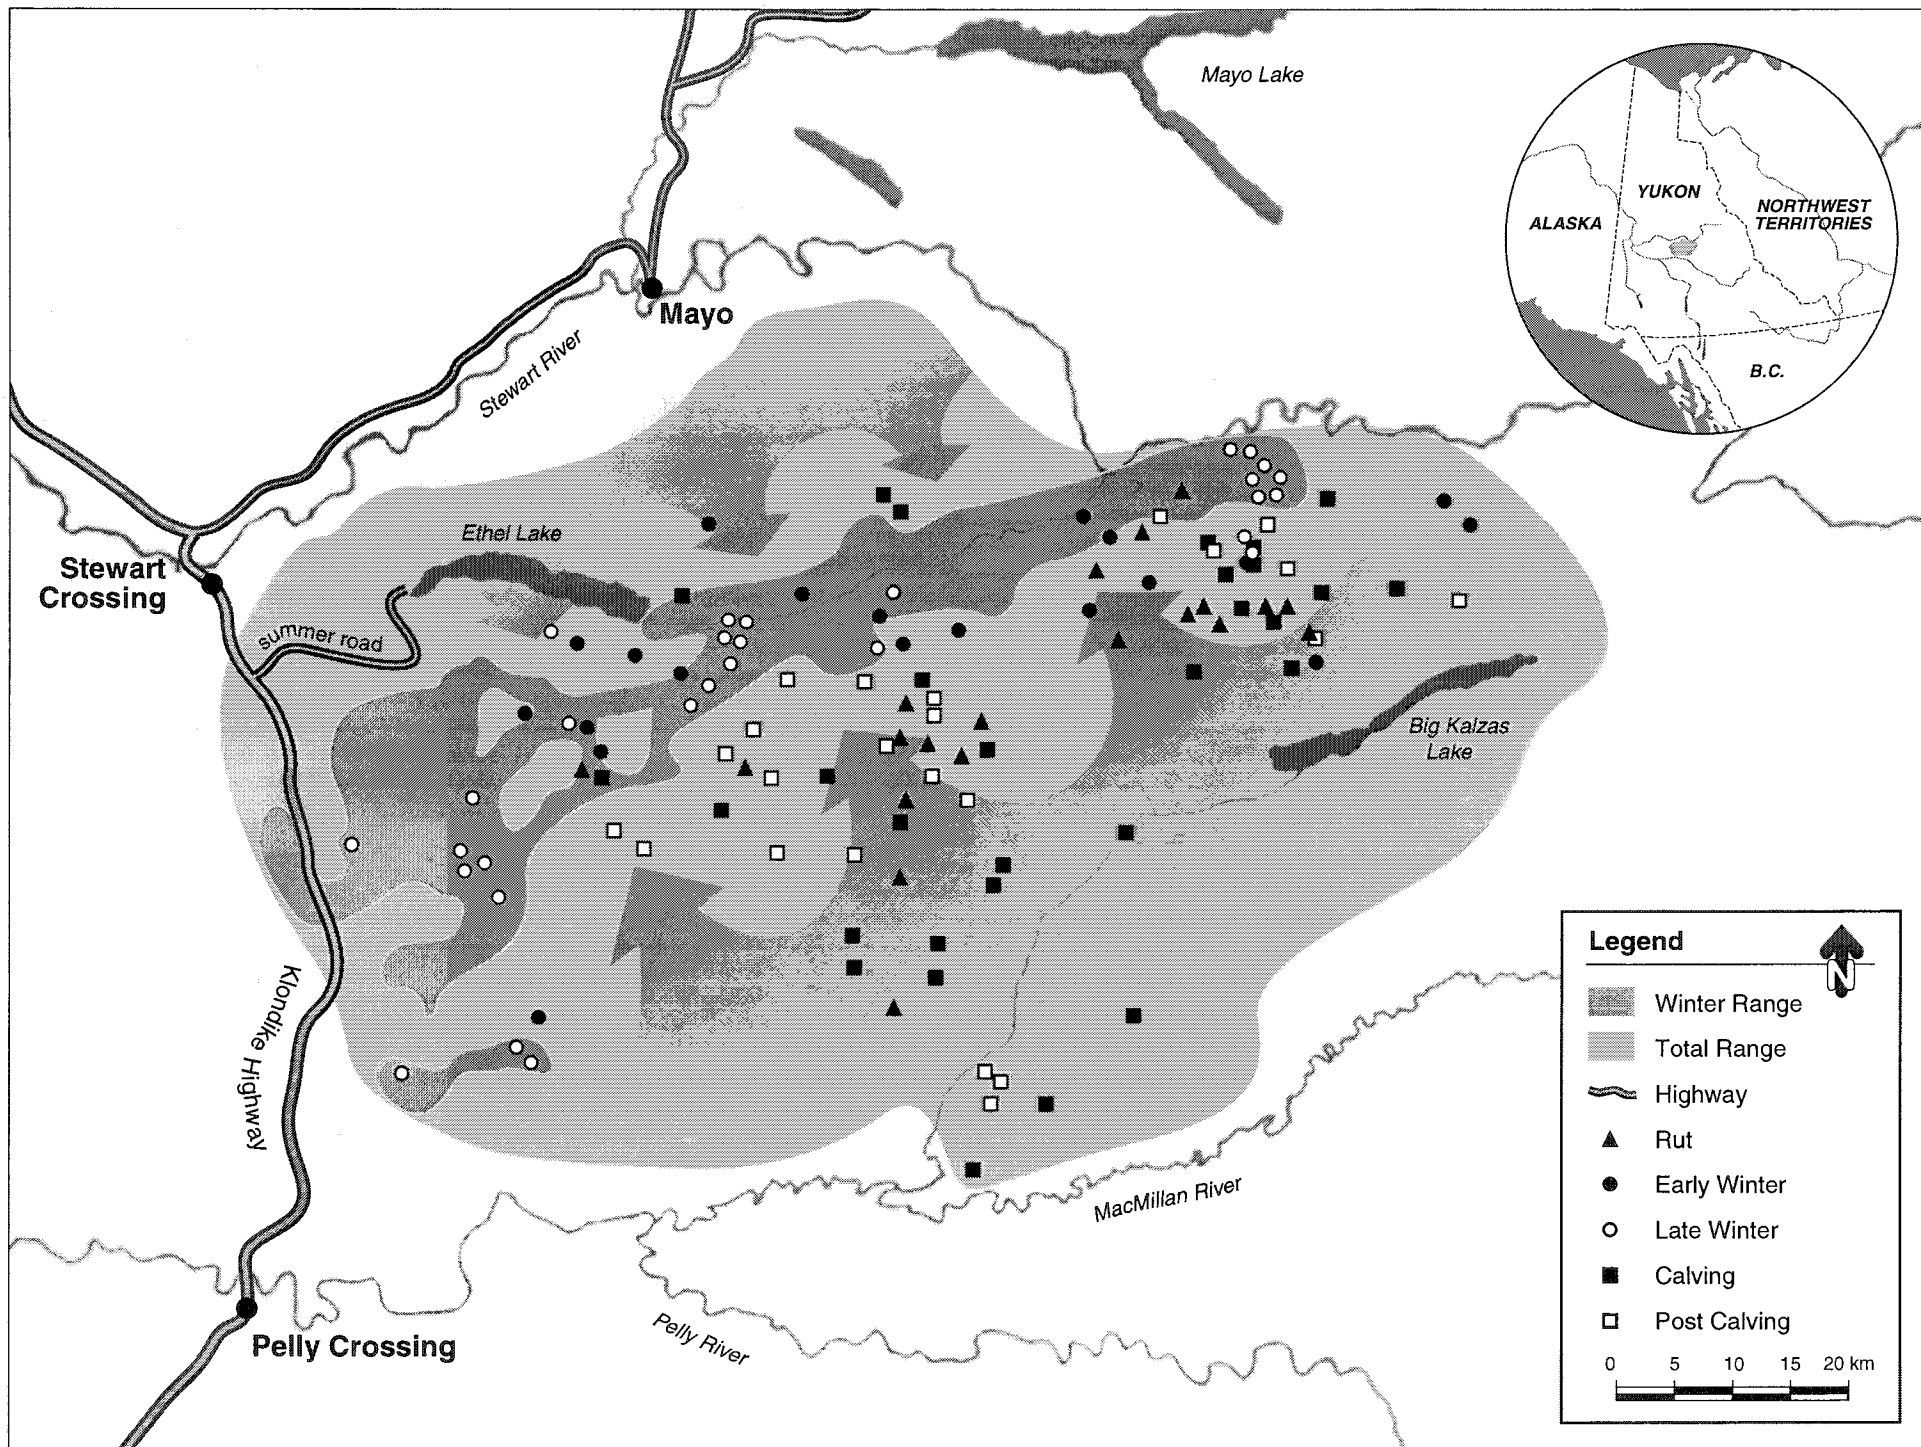 Mayo Lake
YUKON
ALASKA
NORTHWEST
TERRITORIES
B.C.
Mayo
Stewart River
Ethel Lake
Stewart
Crossing
summer road
Big Kalzas
Lake
Klondike Highway
MacMillan River
Pelly Crossing
Pelly River
Legend
N
Winter Range
Total Range
Highway
Rut
Early Winter
Late Winter
Calving
Post Calving
0 5 10 15 20 km